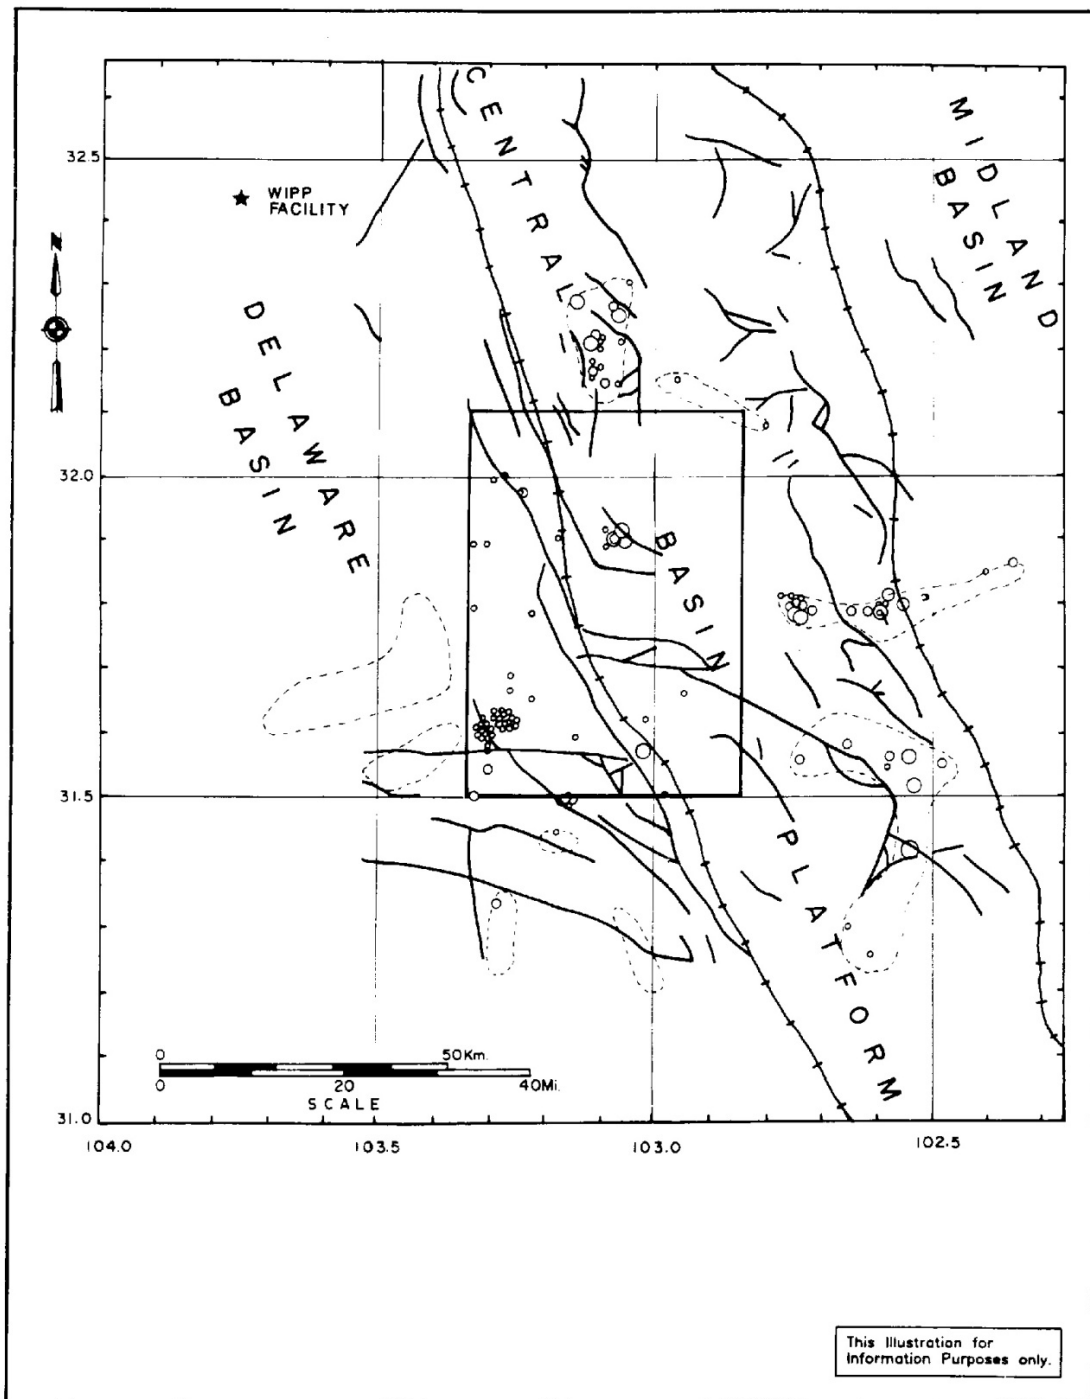 CENTRAL
MIDLAND
BASIN
32.5
WIPP
FACILITY
N
DELAWARE
BASIN
32.0
BASIN
31.5
PLATFORM
0 50Km.
0 20 40Mi.
SCALE
31.0
104.0 103.5 103.0 102.5
This Illustration for
Information Purposes only.